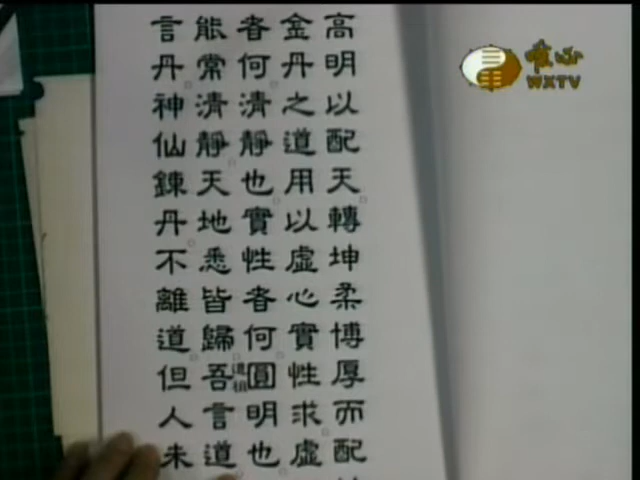 高明以配天轉坤柔博厚而配
金丹之道用以虛心實性求虛
者何清靜也實性者何圓明也
能常清靜天地悉皆歸吾言道
言丹神仙鍊丹不離道但人未
唯心
WXTV